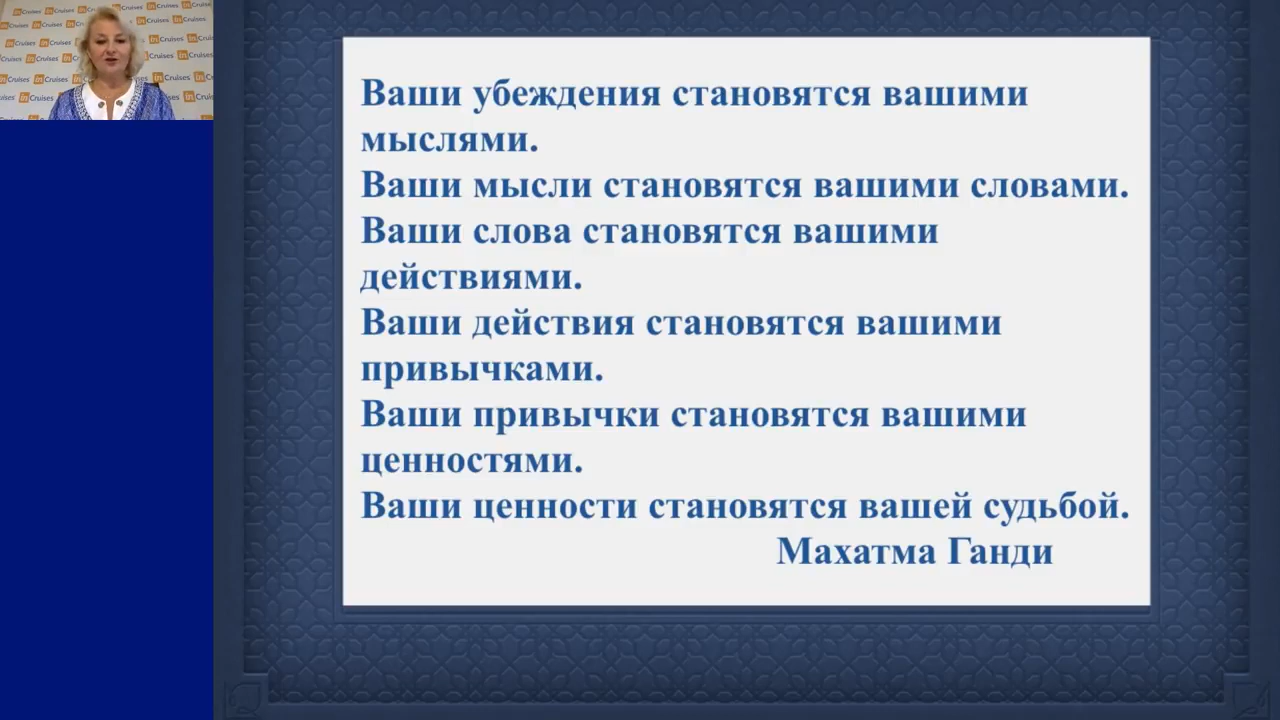 inCruises
Ваши убеждения становятся вашими
мыслями.
Ваши мысли становятся вашими словами.
Ваши слова становятся вашими
действиями.
Ваши действия становятся вашими
привычками.
Ваши привычки становятся вашими
ценностями.
Ваши ценности становятся вашей судьбой.
Махатма Ганди